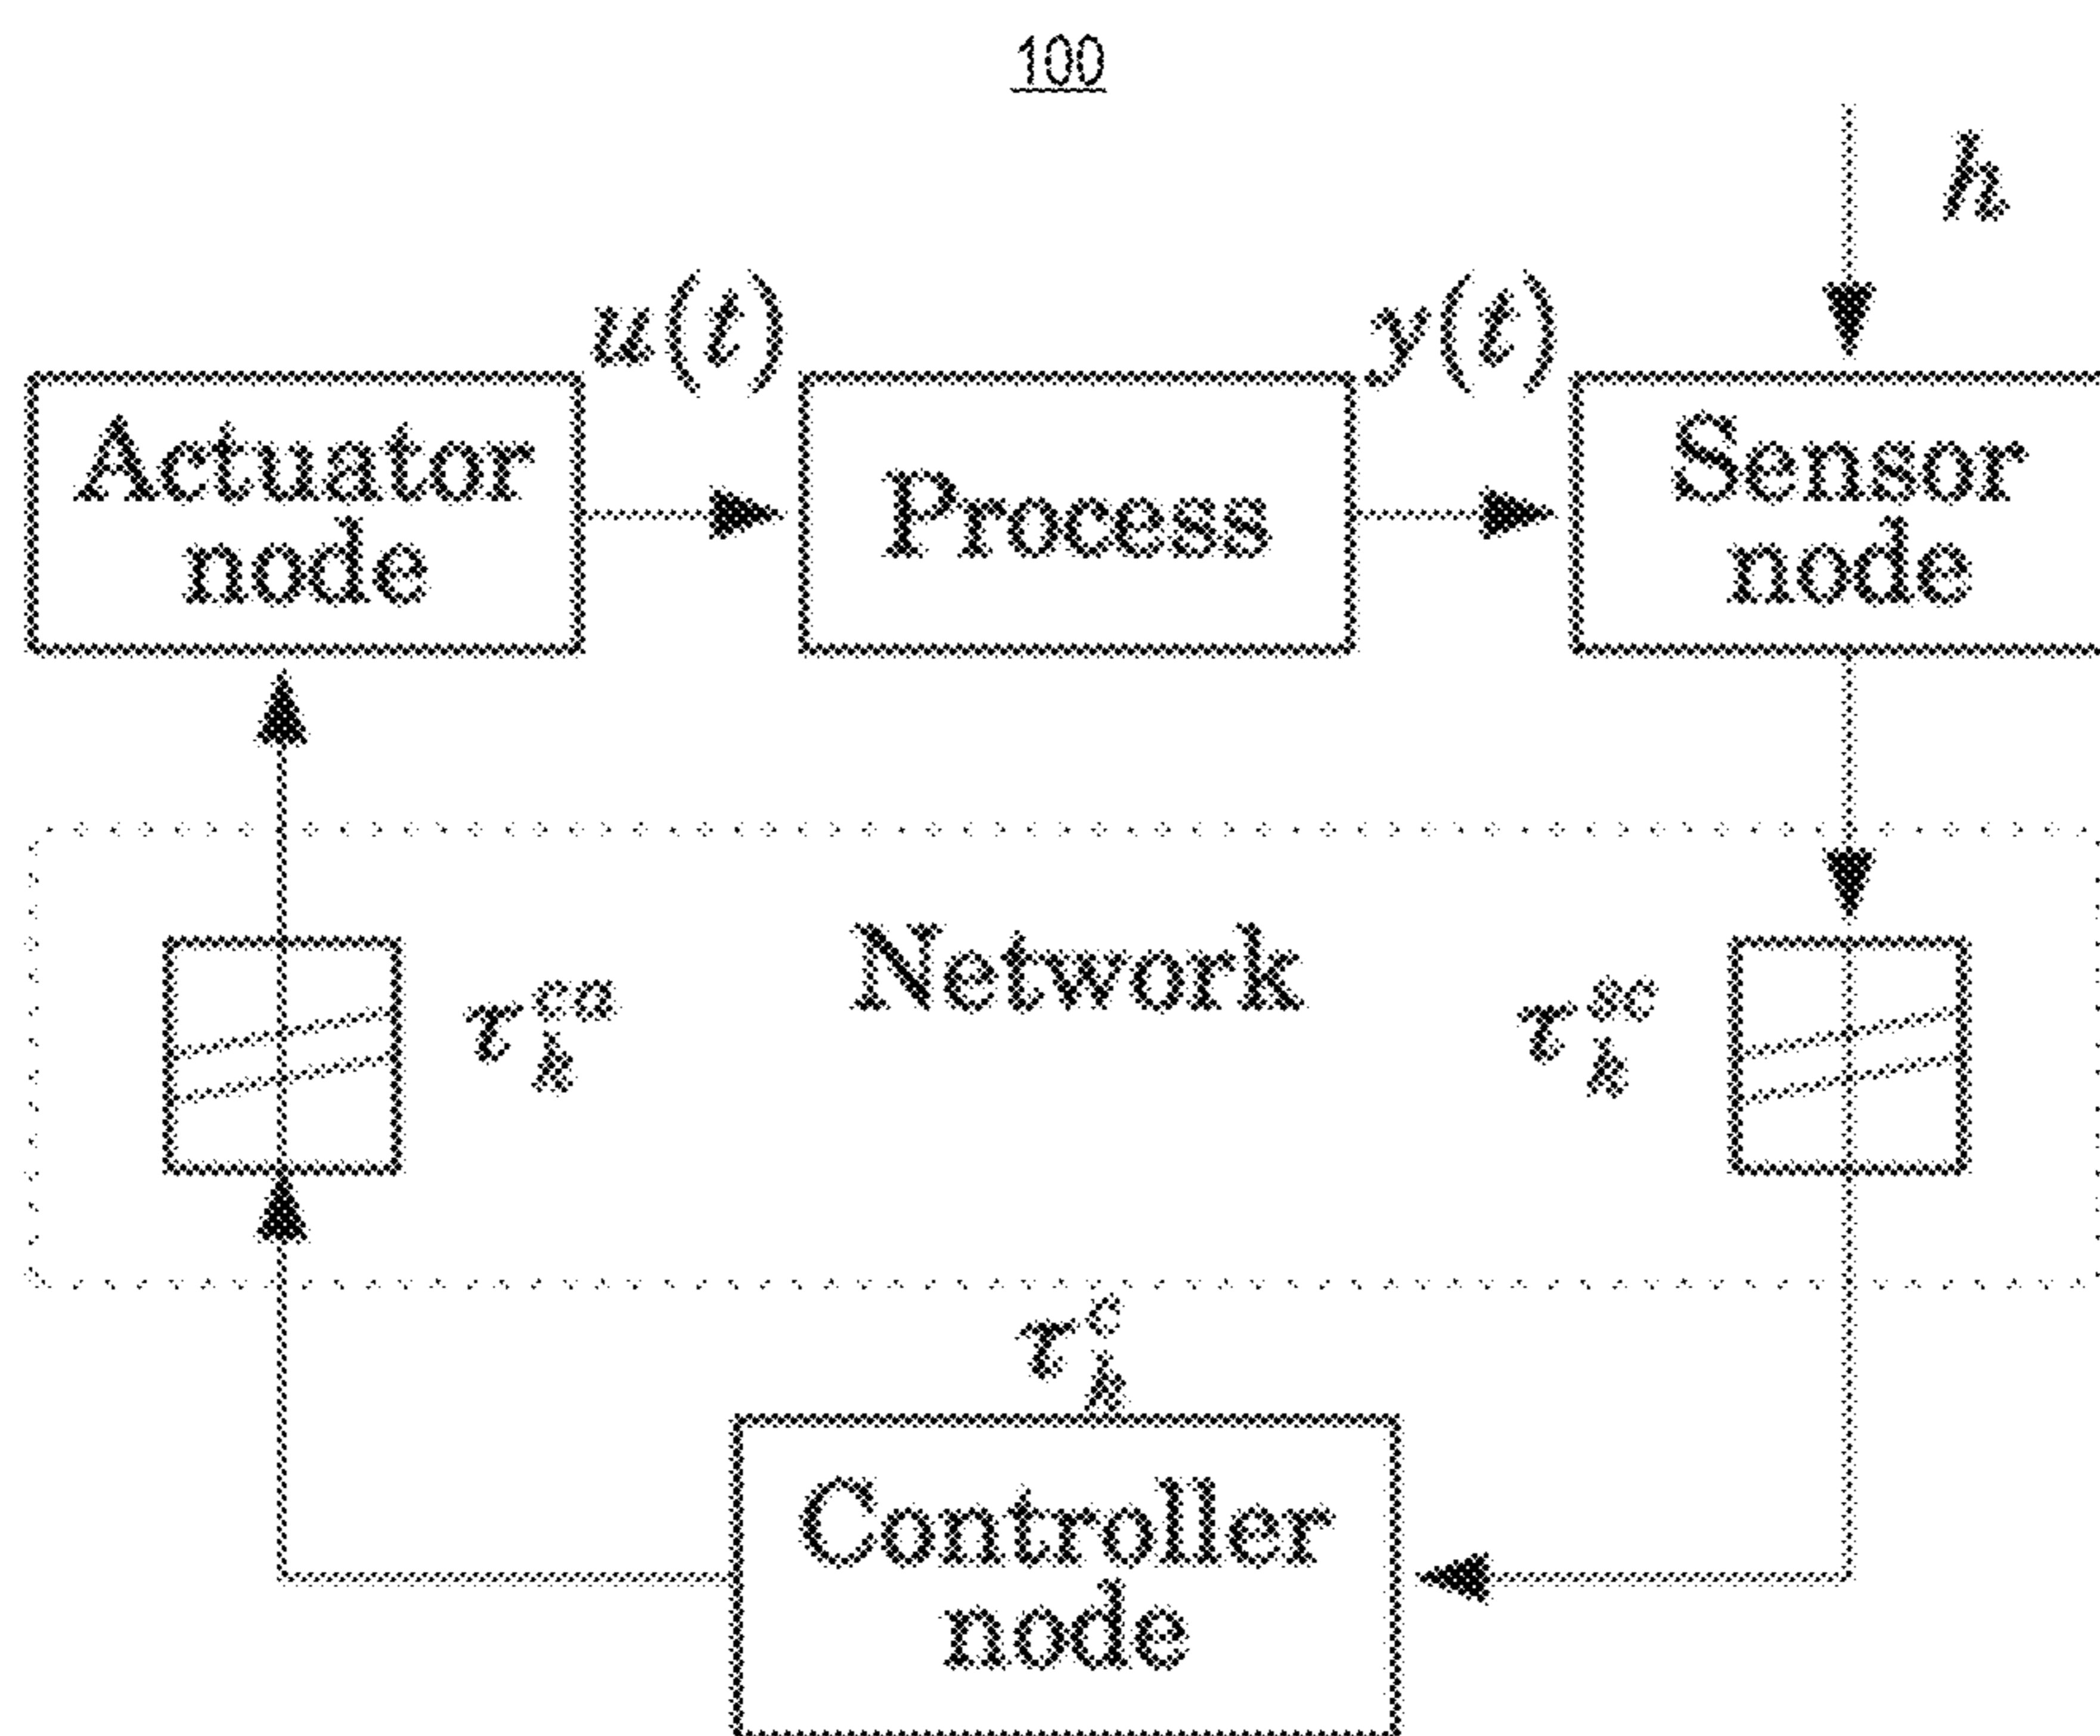 100
h
u(t)
y(t)
Actuator
node
Process
Sensor
node
Network
τ_k^{ca}
τ_k^{sc}
τ_k^c
Controller
node